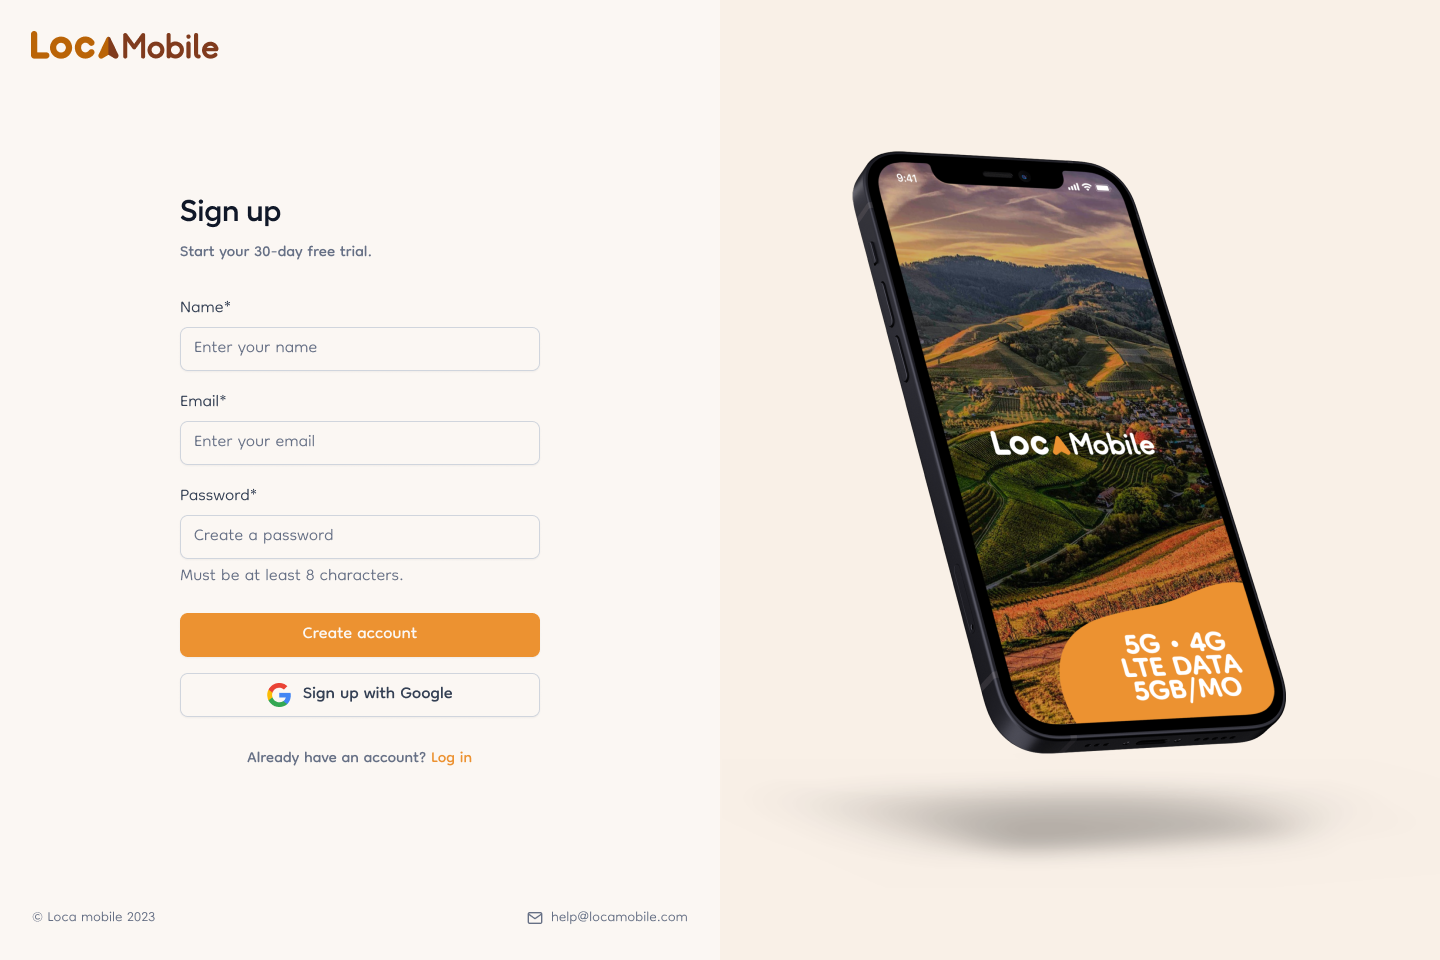 LOCAMobile
Sign up
Start your 30-day free trial.
Name*
Enter your name
Email*
Enter your email
Password*
Create a password
Must be at least 8 characters.
Create account
Sign up with Google
Already have an account? Log in
© Loca mobile 2023
help@locamobile.com
9:41
LOCAMobile
5G • 4G
LTE DATA
5GB/MO